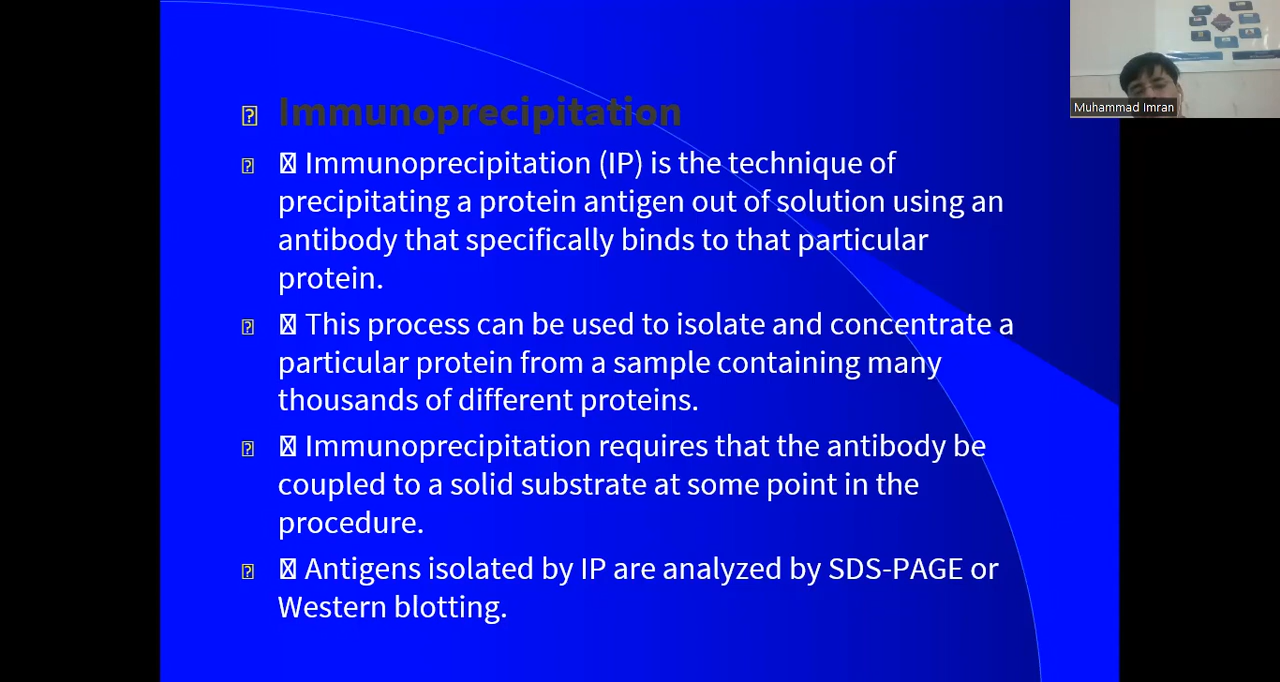 Immunoprecipitation
Immunoprecipitation (IP) is the technique of
precipitating a protein antigen out of solution using an
antibody that specifically binds to that particular
protein.
This process can be used to isolate and concentrate a
particular protein from a sample containing many
thousands of different proteins.
Immunoprecipitation requires that the antibody be
coupled to a solid substrate at some point in the
procedure.
Antigens isolated by IP are analyzed by SDS-PAGE or
Western blotting.
Muhammad Imran